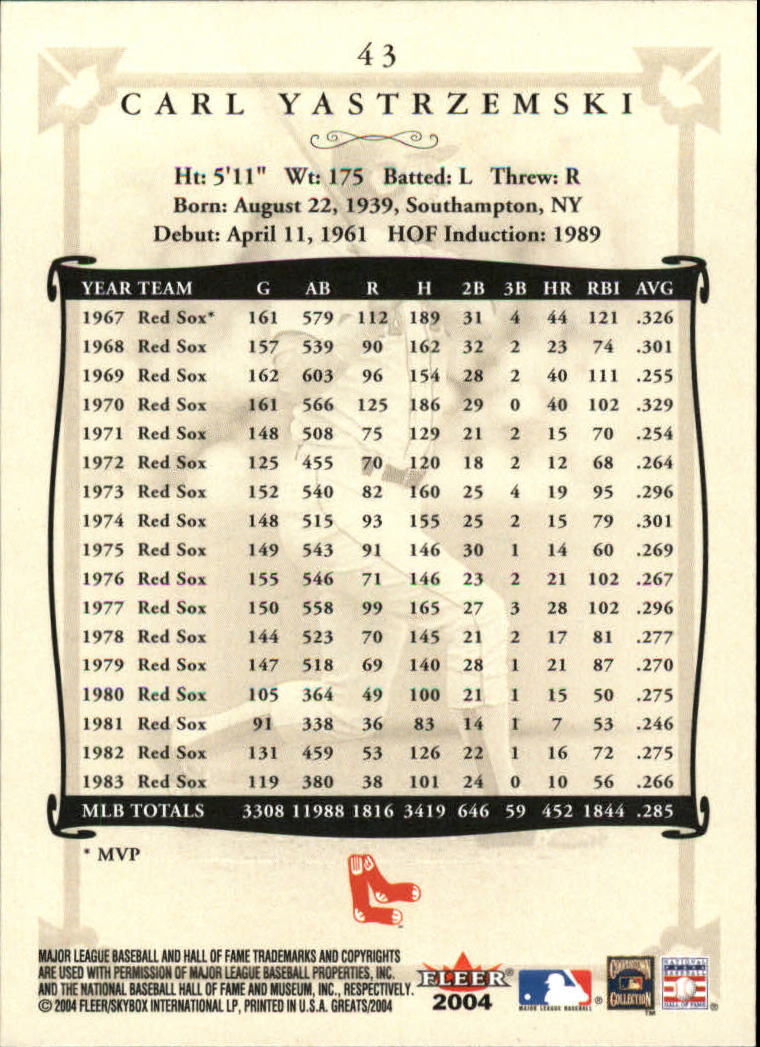 43
CARL YASTRZEMSKI
Ht: 5'11" Wt: 175 Batted: L Threw: R
Born: August 22, 1939, Southampton, NY
Debut: April 11, 1961 HOF Induction: 1989
YEAR TEAM G AB R H 2B 3B HR RBI AVG
1967 Red Sox* 161 579 112 189 31 4 44 121 .326
1968 Red Sox 157 539 90 162 32 2 23 74 .301
1969 Red Sox 162 603 96 154 28 2 40 111 .255
1970 Red Sox 161 566 125 186 29 0 40 102 .329
1971 Red Sox 148 508 75 129 21 2 15 70 .254
1972 Red Sox 125 455 70 120 18 2 12 68 .264
1973 Red Sox 152 540 82 160 25 4 19 95 .296
1974 Red Sox 148 515 93 155 25 2 15 79 .301
1975 Red Sox 149 543 91 146 30 1 14 60 .269
1976 Red Sox 155 546 71 146 23 2 21 102 .267
1977 Red Sox 150 558 99 165 27 3 28 102 .296
1978 Red Sox 144 523 70 145 21 2 17 81 .277
1979 Red Sox 147 518 69 140 28 1 21 87 .270
1980 Red Sox 105 364 49 100 21 1 15 50 .275
1981 Red Sox 91 338 36 83 14 1 7 53 .246
1982 Red Sox 131 459 53 126 22 1 16 72 .275
1983 Red Sox 119 380 38 101 24 0 10 56 .266
MLB TOTALS 3308 11988 1816 3419 646 59 452 1844 .285
* MVP
MAJOR LEAGUE BASEBALL AND HALL OF FAME TRADEMARKS AND COPYRIGHTS
ARE USED WITH PERMISSION OF MAJOR LEAGUE BASEBALL PROPERTIES, INC.
AND THE NATIONAL BASEBALL HALL OF FAME AND MUSEUM, INC., RESPECTIVELY.
© 2004 FLEER/SKYBOX INTERNATIONAL LP, PRINTED IN U.S.A. GREATS/2004
FLEER®
2004
MAJOR LEAGUE BASEBALL ®
COOPERSTOWN
COLLECTION
TM
NATIONAL
BASEBALL
HALL OF FAME
®